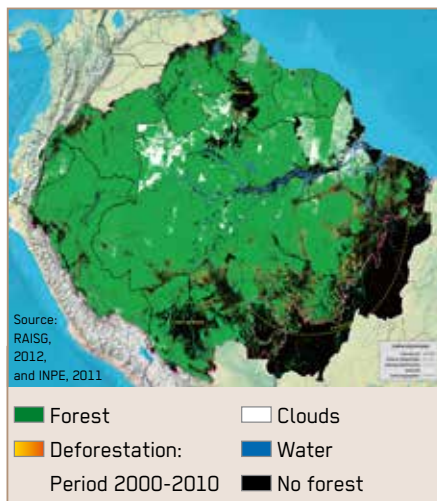 Source:
RAISG,
2012,
and INPE, 2011
Forest
Clouds
Deforestation:
Water
Period 2000-2010
No forest